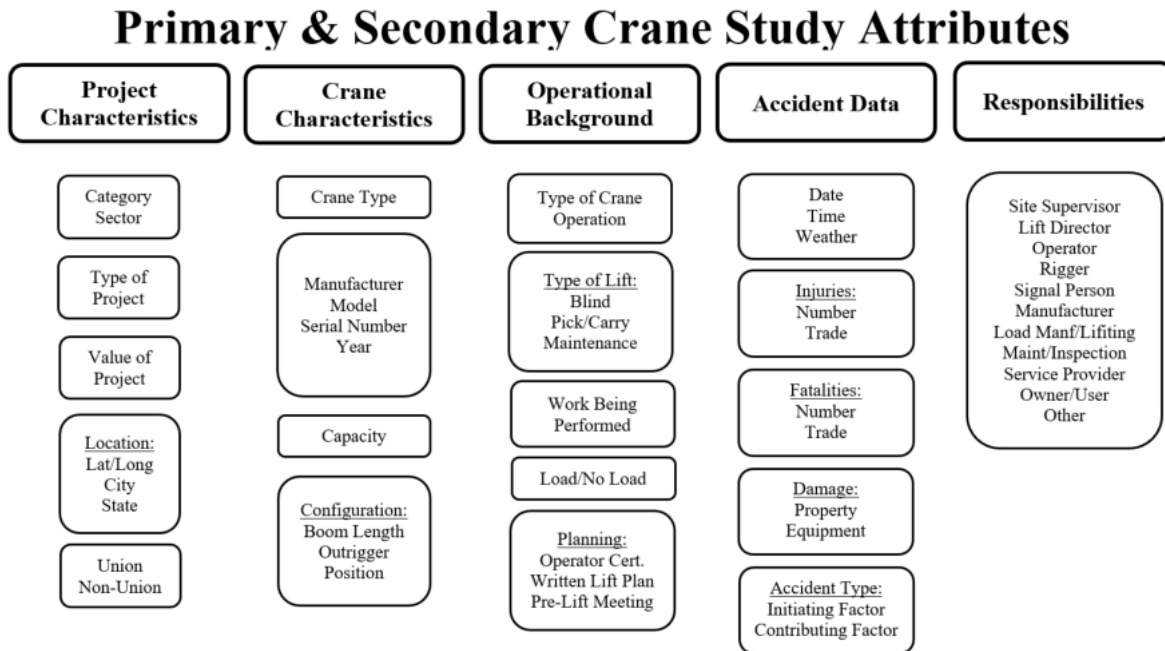 Primary & Secondary Crane Study Attributes
Project
Characteristics
Category
Sector
Type of
Project
Value of
Project
Location:
Lat/Long
City
State
Union
Non-Union
Crane
Characteristics
Crane Type
Manufacturer
Model
Serial Number
Year
Capacity
Configuration:
Boom Length
Outrigger
Position
Operational
Background
Type of Crane
Operation
Type of Lift:
Blind
Pick/Carry
Maintenance
Work Being
Performed
Load/No Load
Planning:
Operator Cert.
Written Lift Plan
Pre-Lift Meeting
Accident Data
Date
Time
Weather
Injuries:
Number
Trade
Fatalities:
Number
Trade
Damage:
Property
Equipment
Accident Type:
Initiating Factor
Contributing Factor
Responsibilities
Site Supervisor
Lift Director
Operator
Rigger
Signal Person
Manufacturer
Load Manf/Lifiting
Maint/Inspection
Service Provider
Owner/User
Other